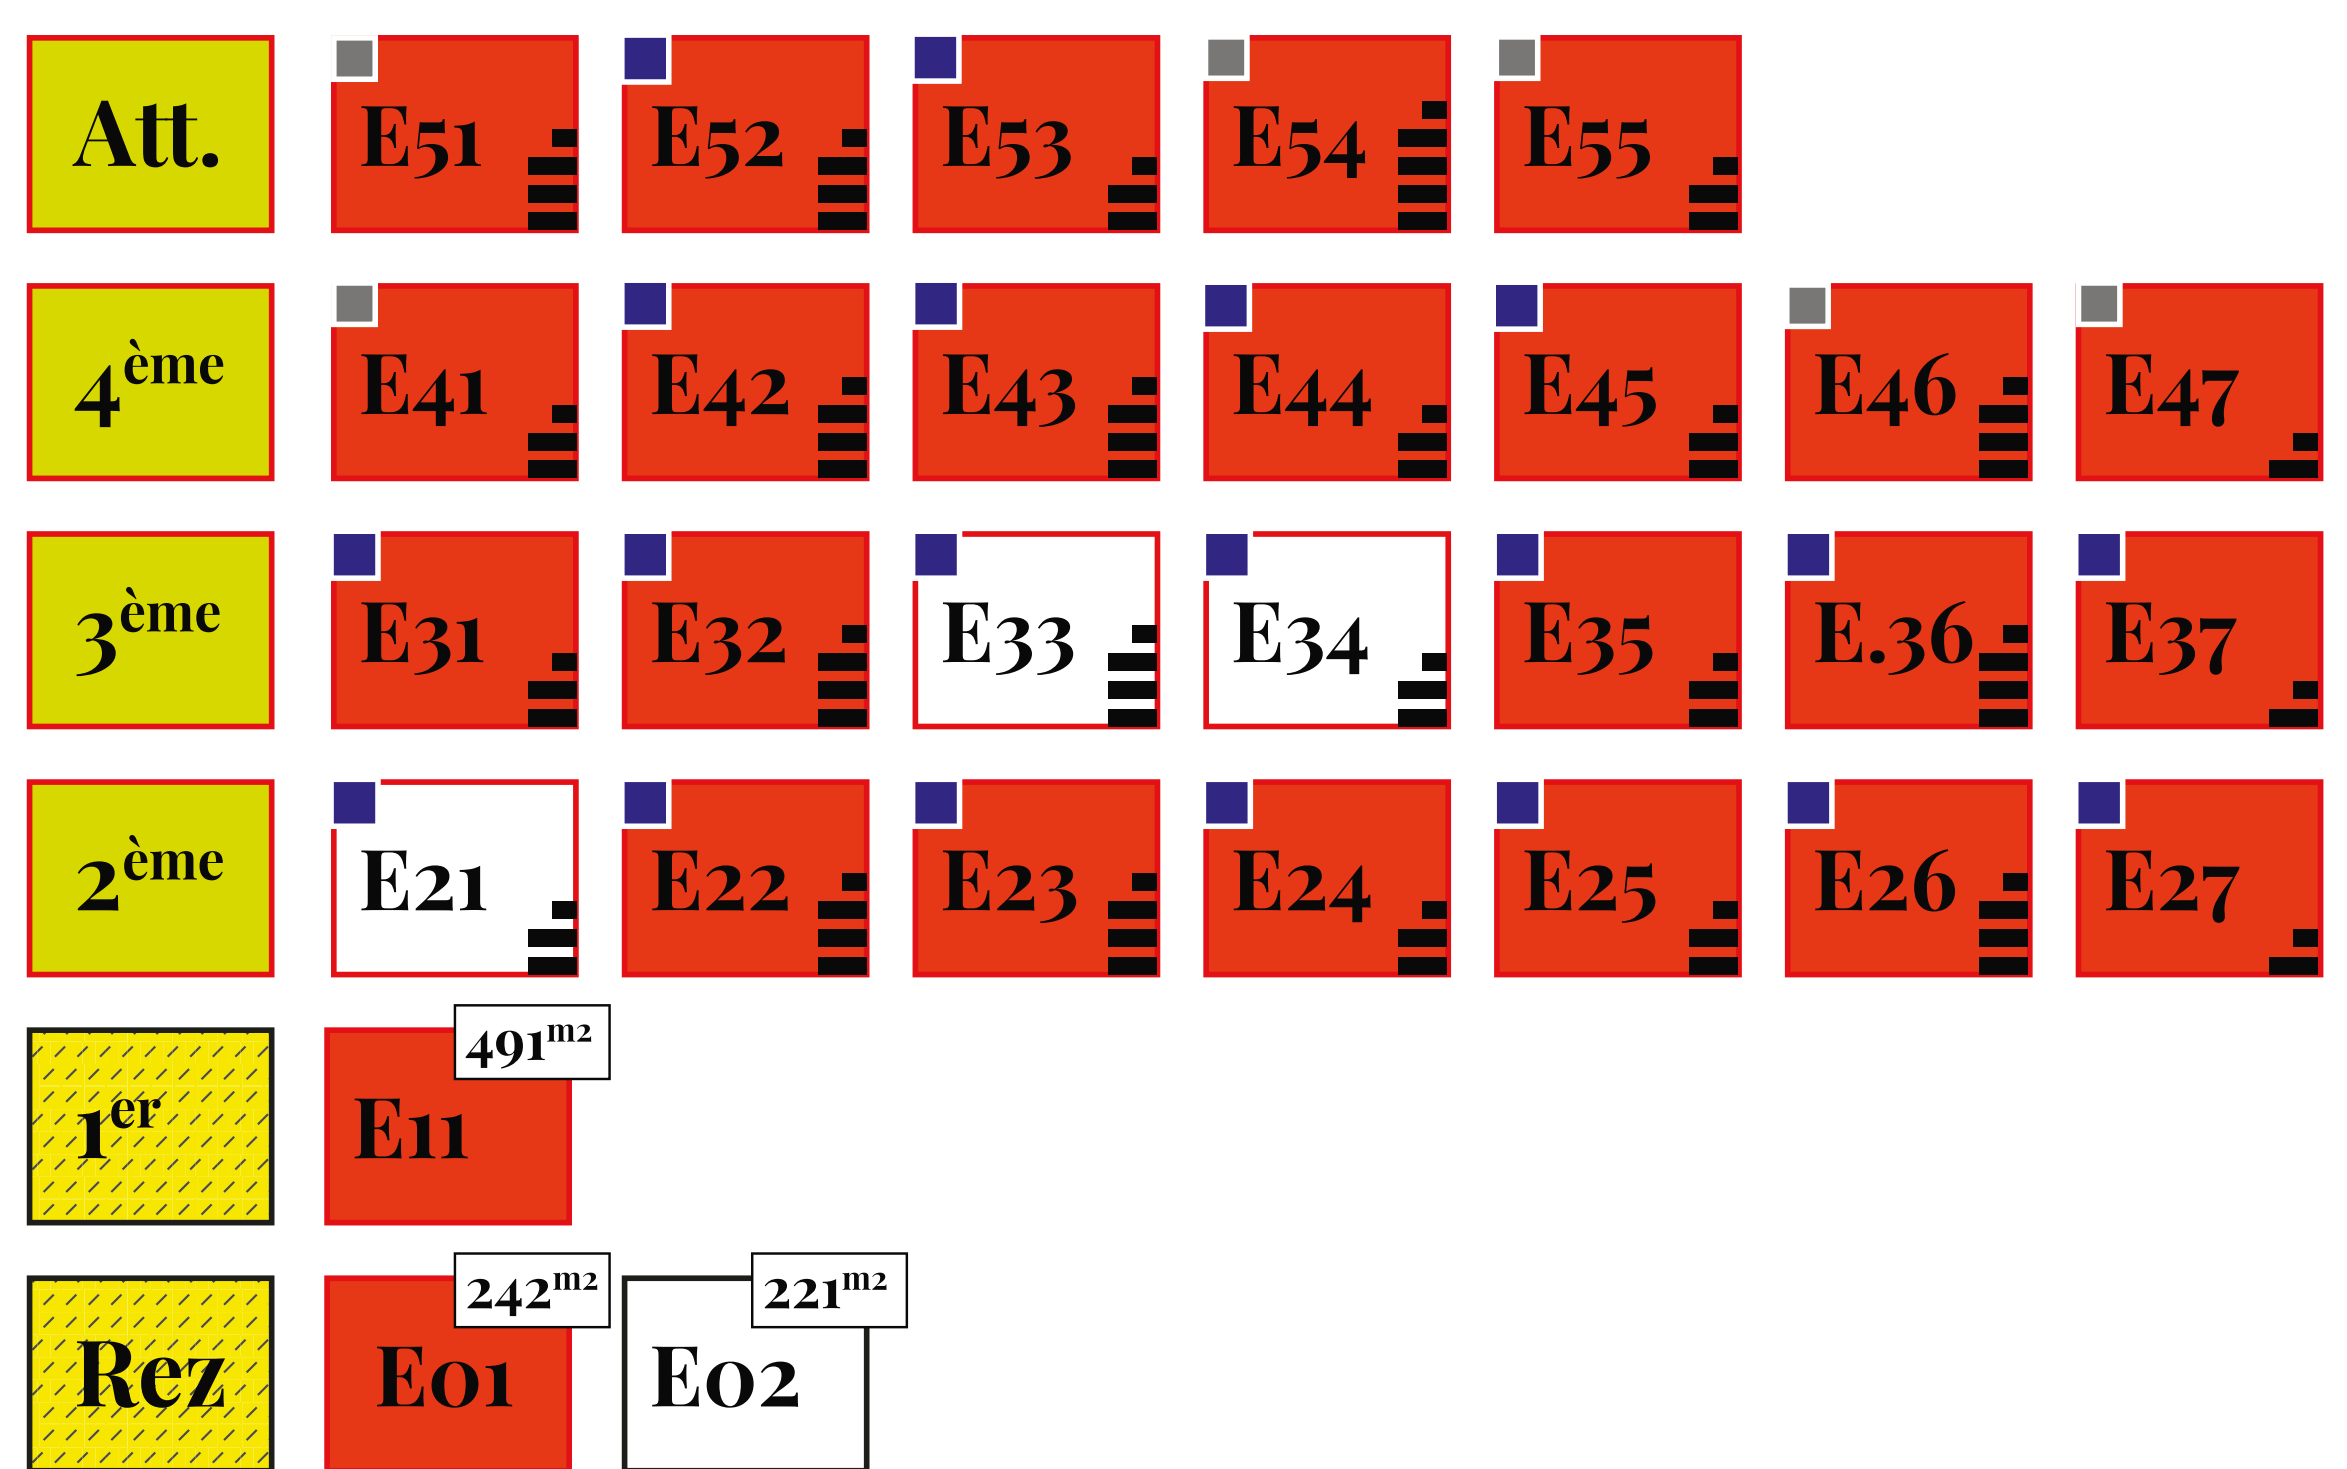 Att. E51 E52 E53 E54 E55
4ème E41 E42 E43 E44 E45 E46 E47
3ème E31 E32 E33 E34 E35 E.36 E37
2ème E21 E22 E23 E24 E25 E26 E27
491m2
1er E11
242m2 221m2
Rez E01 E02